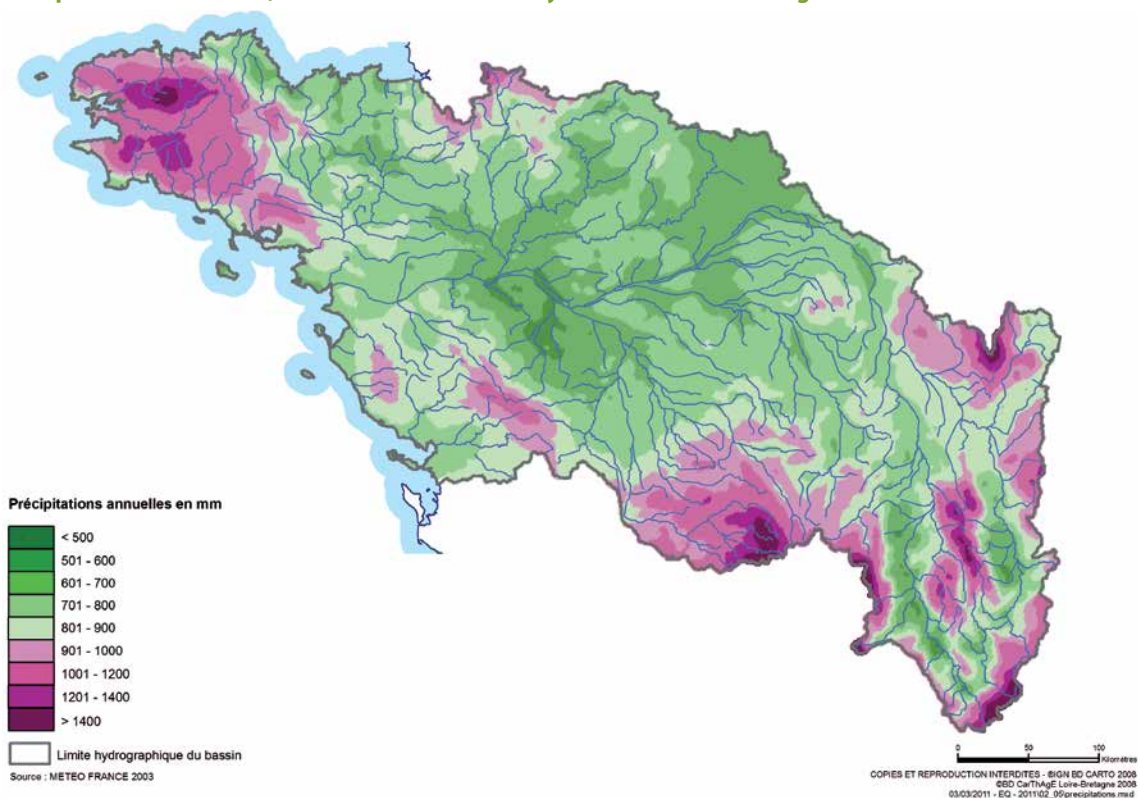 Précipitations annuelles en mm
< 500
501 - 600
601 - 700
701 - 800
801 - 900
901 - 1000
1001 - 1200
1201 - 1400
> 1400
Limite hydrographique du bassin
Source : METEO FRANCE 2003
0 50 100
Kilomètres
COPIES ET REPRODUCTION INTERDITES - ©IGN BD CARTO 2008
©BD CarThAgE Loire-Bretagne 2008
03/03/2011 - EQ - 2011\02_05\precipitations.mxd